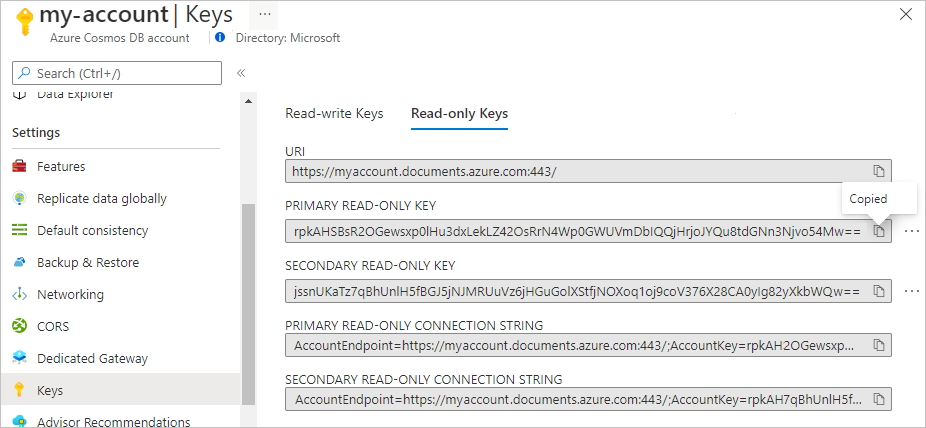 my-account | Keys ...
Azure Cosmos DB account Directory: Microsoft
Search (Ctrl+/) «
Data Explorer
Settings
Features
Replicate data globally
Default consistency
Backup & Restore
Networking
CORS
Dedicated Gateway
Keys
Advisor Recommendations
Read-write Keys Read-only Keys
URI
https://myaccount.documents.azure.com:443/
Copied
PRIMARY READ-ONLY KEY
rpkAHSBsR2OGewsxp0lHu3dxLekLZ42OsRrN4Wp0GWUVmDbIQQjHrjoJYQu8tdGNn3Njvo54Mw==
SECONDARY READ-ONLY KEY
jssnUKaTz7qBhUnlH5fBGJ5jNJMRUuVz6jHGuGolXStfjNOXoq1oj9coV376X28CA0yIg82yXkbWQw==
PRIMARY READ-ONLY CONNECTION STRING
AccountEndpoint=https://myaccount.documents.azure.com:443/;AccountKey=rpkAH2OGewsxp...
SECONDARY READ-ONLY CONNECTION STRING
AccountEndpoint=https://myaccount.documents.azure.com:443/;AccountKey=rpkAH7qBhUnlH5f...